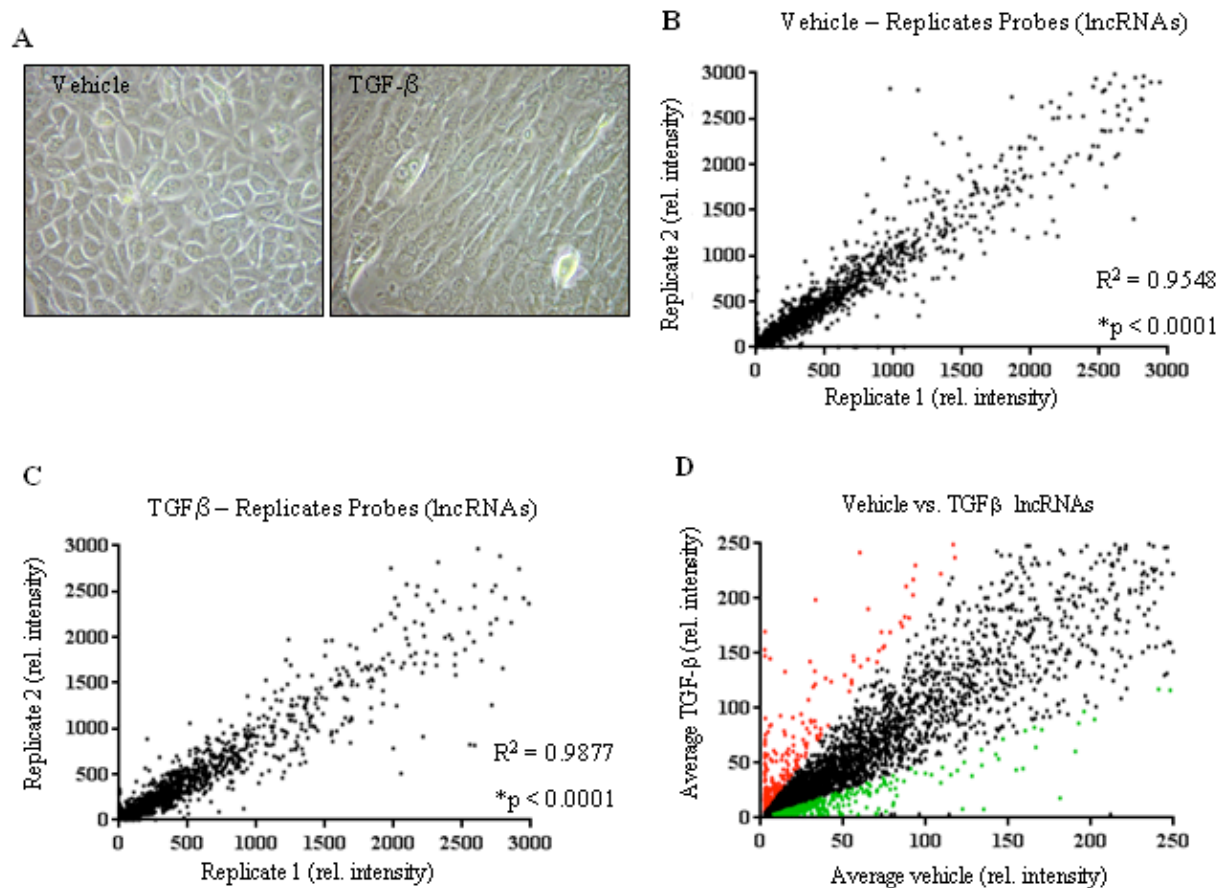 A
Vehicle
TGF-β
B
Vehicle – Replicates Probes (lncRNAs)
Replicate 2 (rel. intensity)
3000
2500
2000
1500
1000
500
0
0 500 1000 1500 2000 2500 3000
R² = 0.9548
*p < 0.0001
Replicate 1 (rel. intensity)
C
TGFβ – Replicates Probes (lncRNAs)
Replicate 2 (rel. intensity)
3000
2500
2000
1500
1000
500
0
0 500 1000 1500 2000 2500 3000
R² = 0.9877
*p < 0.0001
Replicate 1 (rel. intensity)
D
Vehicle vs. TGFβ lncRNAs
Average TGF-β (rel. intensity)
250
200
150
100
50
0
0 50 100 150 200 250
Average vehicle (rel. intensity)